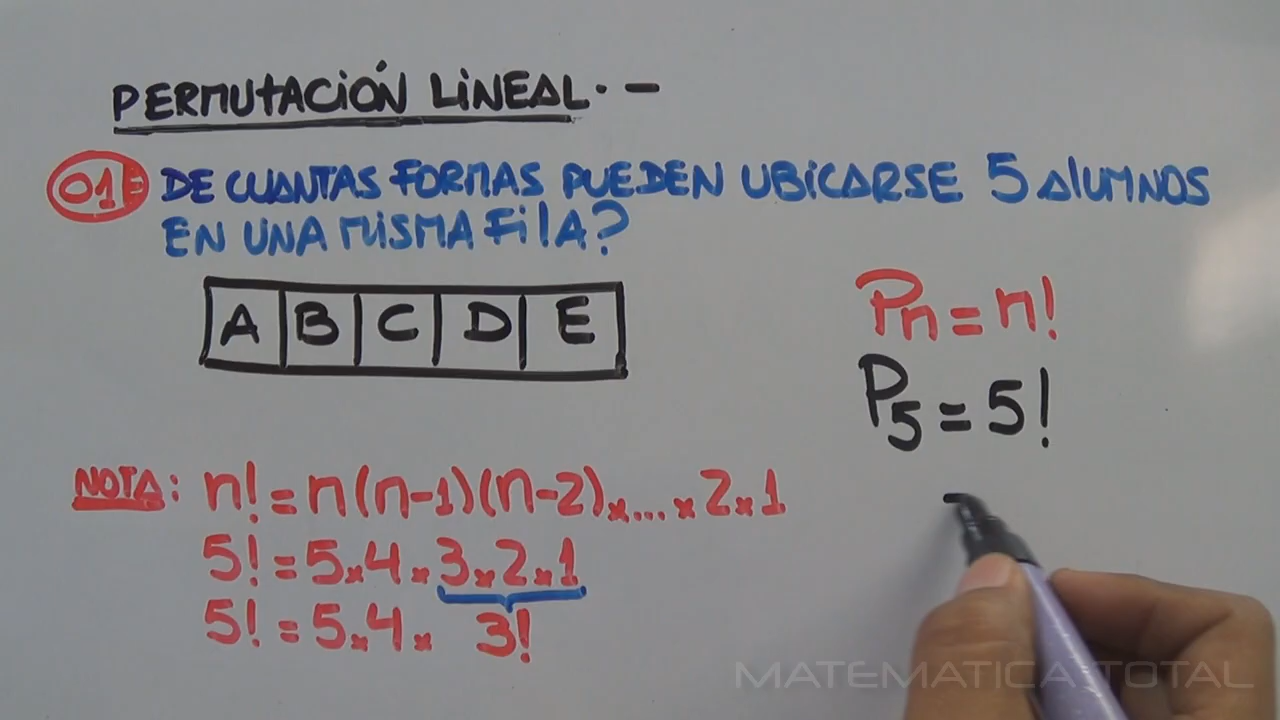 PERMUTACIÓN LINEAL.-
01= DE CUANTAS FORMAS PUEDEN UBICARSE 5 ALUMNOS
EN UNA MISMA FILA?
A B C D E
Pn = n!
P5 = 5!
NOTA: n! = n(n-1)(n-2)x...x2x1
5! = 5x4x3x2x1
5! = 5x4x 3!
MATEMATICA TOTAL